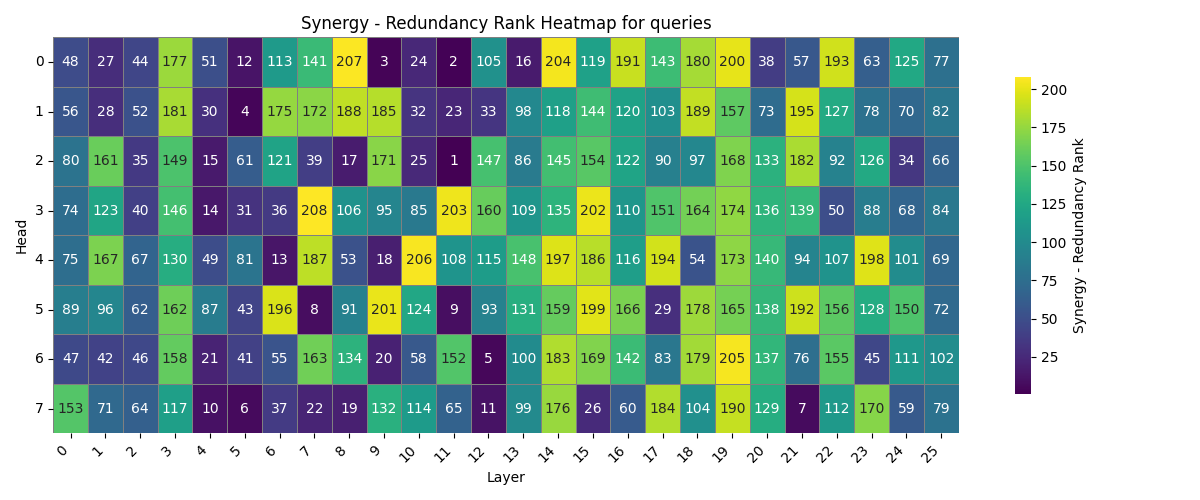 Synergy - Redundancy Rank Heatmap for queries
0 48 27 44 177 51 12 113 141 207 3 24 2 105 16 204 119 191 143 180 200 38 57 193 63 125 77
1 56 28 52 181 30 4 175 172 188 185 32 23 33 98 118 144 120 103 189 157 73 195 127 78 70 82
2 80 161 35 149 15 61 121 39 17 171 25 1 147 86 145 154 122 90 97 168 133 182 92 126 34 66
3 74 123 40 146 14 31 36 208 106 95 85 203 160 109 135 202 110 151 164 174 136 139 50 88 68 84
4 75 167 67 130 49 81 13 187 53 18 206 108 115 148 197 186 116 194 54 173 140 94 107 198 101 69
5 89 96 62 162 87 43 196 8 91 201 124 9 93 131 159 199 166 29 178 165 138 192 156 128 150 72
6 47 42 46 158 21 41 55 163 134 20 58 152 5 100 183 169 142 83 179 205 137 76 155 45 111 102
7 153 71 64 117 10 6 37 22 19 132 114 65 11 99 176 26 60 184 104 190 129 7 112 170 59 79
0 1 2 3 4 5 6 7 8 9 10 11 12 13 14 15 16 17 18 19 20 21 22 23 24 25
Layer
Head
200
175
150
125
100
75
50
25
Synergy - Redundancy Rank